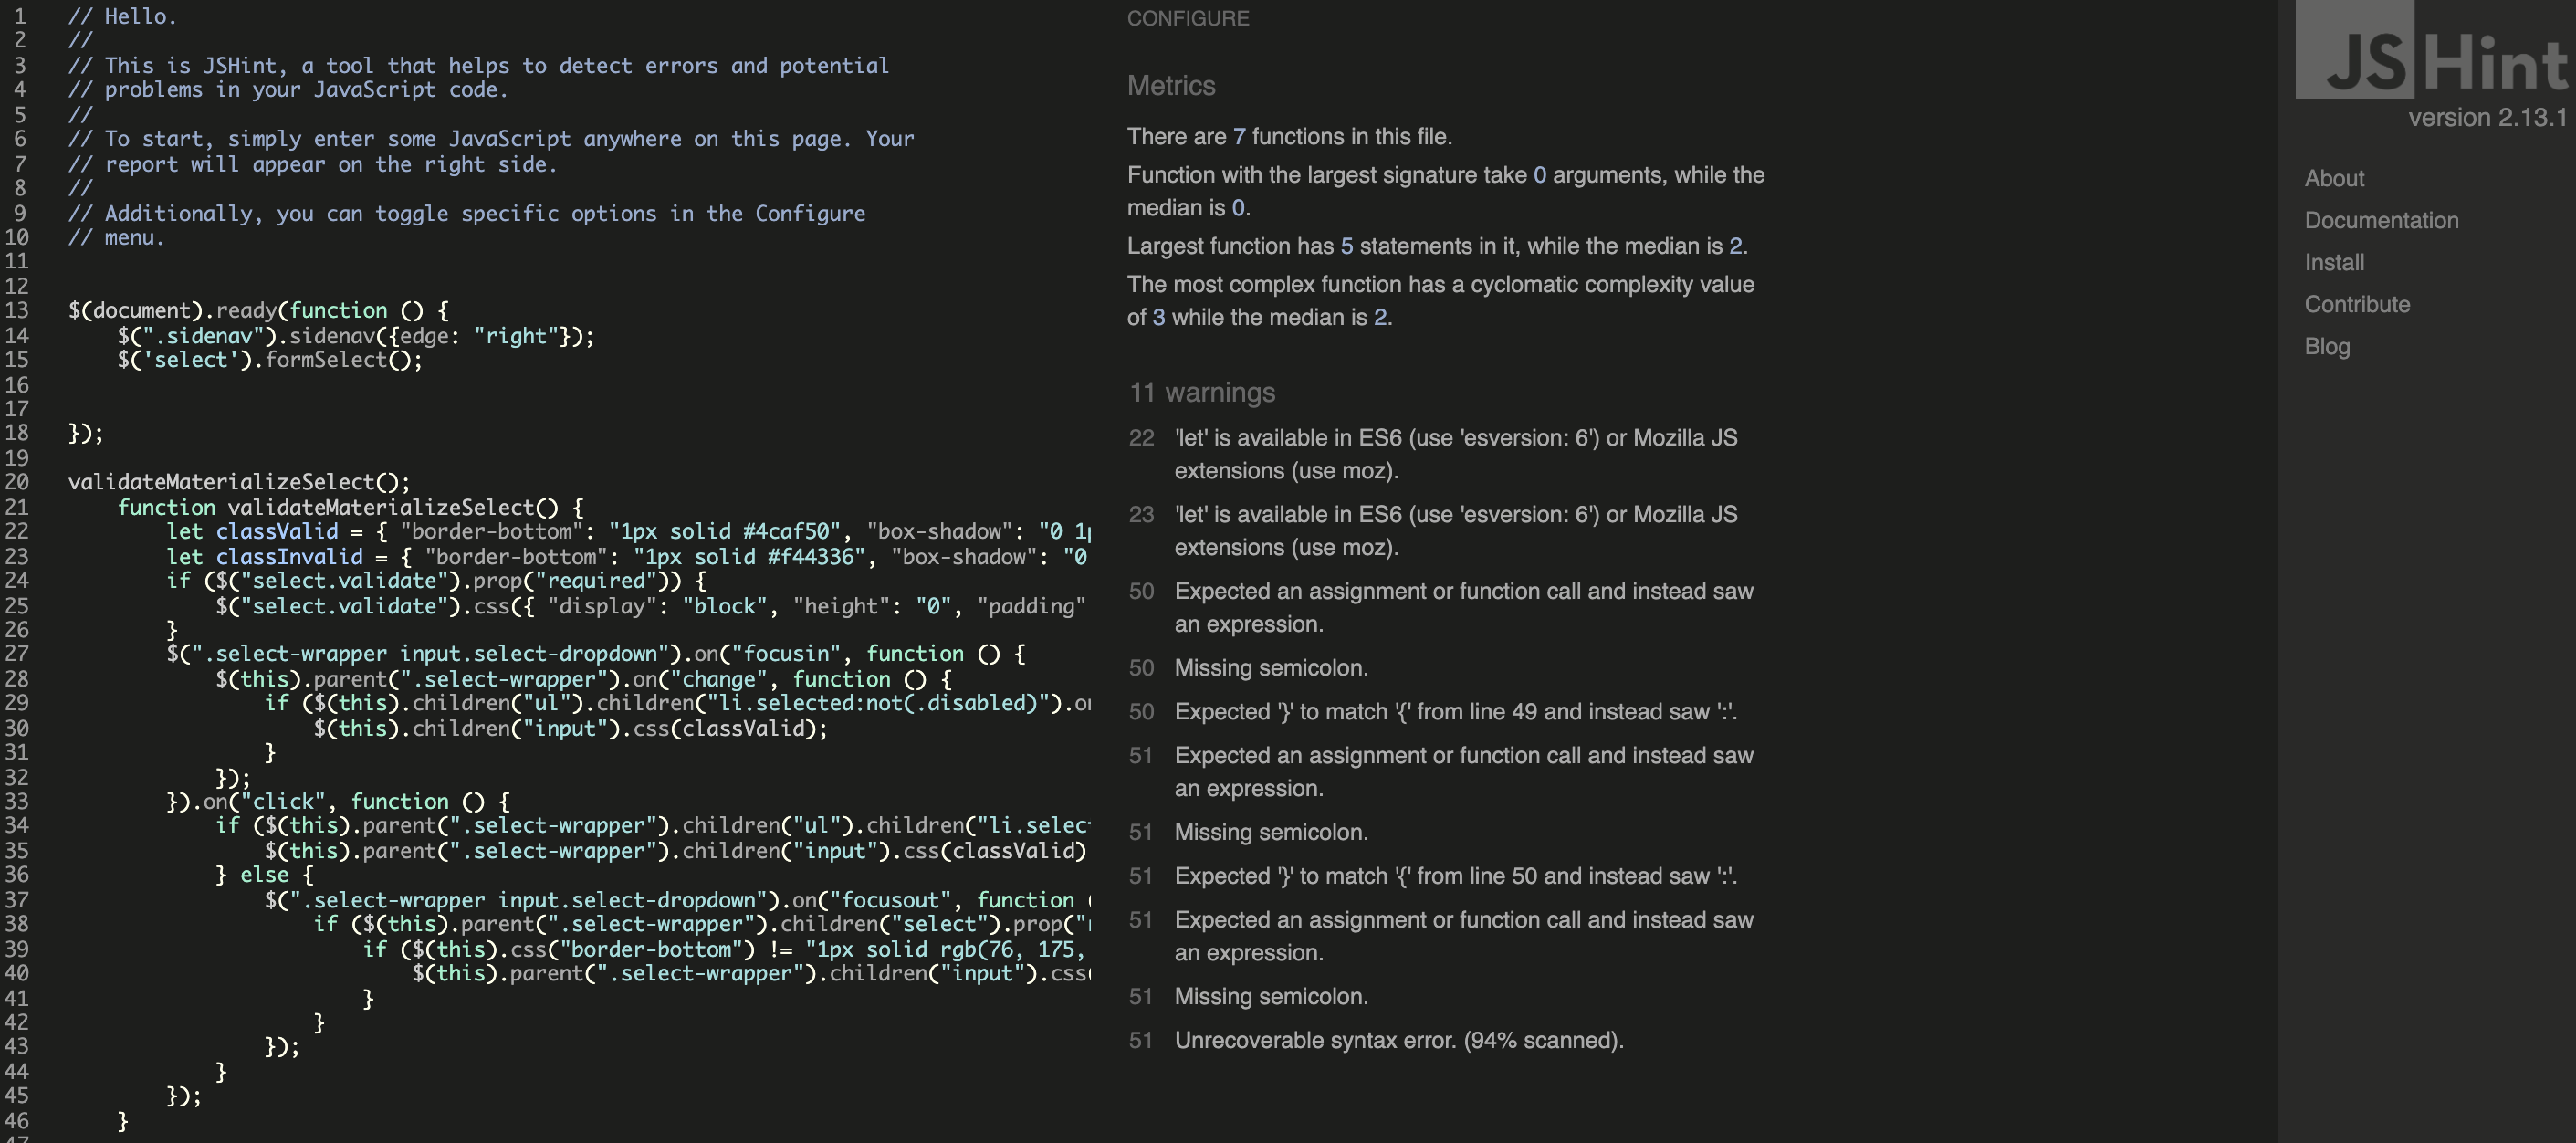 1 // Hello.
2 //
3 // This is JSHint, a tool that helps to detect errors and potential
4 // problems in your JavaScript code.
5 //
6 // To start, simply enter some JavaScript anywhere on this page. Your
7 // report will appear on the right side.
8 //
9 // Additionally, you can toggle specific options in the Configure
10 // menu.
11
12
13 $(document).ready(function () {
14     $(".sidenav").sidenav({edge: "right"});
15     $('select').formSelect();
16
17
18 });
19
20 validateMaterializeSelect();
21     function validateMaterializeSelect() {
22         let classValid = { "border-bottom": "1px solid #4caf50", "box-shadow": "0 1p
23         let classInvalid = { "border-bottom": "1px solid #f44336", "box-shadow": "0
24         if ($("select.validate").prop("required")) {
25             $("select.validate").css({ "display": "block", "height": "0", "padding"
26         }
27         $(".select-wrapper input.select-dropdown").on("focusin", function () {
28             $(this).parent(".select-wrapper").on("change", function () {
29                 if ($(this).children("ul").children("li.selected:not(.disabled)").on
30                     $(this).children("input").css(classValid);
31                 }
32             });
33         }).on("click", function () {
34             if ($(this).parent(".select-wrapper").children("ul").children("li.selec
35                 $(this).parent(".select-wrapper").children("input").css(classValid)
36             } else {
37                 $(".select-wrapper input.select-dropdown").on("focusout", function (
38                     if ($(this).parent(".select-wrapper").children("select").prop("r
39                         if ($(this).css("border-bottom") != "1px solid rgb(76, 175,
40                             $(this).parent(".select-wrapper").children("input").css(
41                         }
42                     }
43                 });
44             }
45         });
46     }
47
CONFIGURE
Metrics
There are 7 functions in this file.
Function with the largest signature take 0 arguments, while the
median is 0.
Largest function has 5 statements in it, while the median is 2.
The most complex function has a cyclomatic complexity value
of 3 while the median is 2.
11 warnings
22 'let' is available in ES6 (use 'esversion: 6') or Mozilla JS
extensions (use moz).
23 'let' is available in ES6 (use 'esversion: 6') or Mozilla JS
extensions (use moz).
50 Expected an assignment or function call and instead saw
an expression.
50 Missing semicolon.
50 Expected '}' to match '{' from line 49 and instead saw ':'.
51 Expected an assignment or function call and instead saw
an expression.
51 Missing semicolon.
51 Expected '}' to match '{' from line 50 and instead saw ':'.
51 Expected an assignment or function call and instead saw
an expression.
51 Missing semicolon.
51 Unrecoverable syntax error. (94% scanned).
JSHint
version 2.13.1
About
Documentation
Install
Contribute
Blog